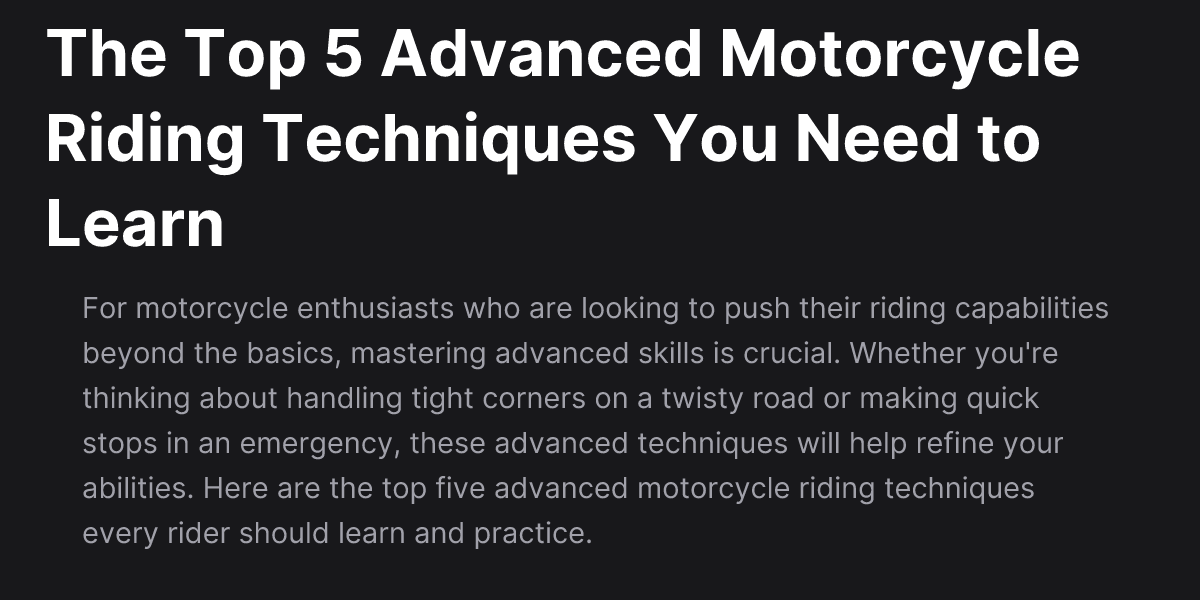 The Top 5 Advanced Motorcycle
Riding Techniques You Need to
Learn
For motorcycle enthusiasts who are looking to push their riding capabilities
beyond the basics, mastering advanced skills is crucial. Whether you're
thinking about handling tight corners on a twisty road or making quick
stops in an emergency, these advanced techniques will help refine your
abilities. Here are the top five advanced motorcycle riding techniques
every rider should learn and practice.